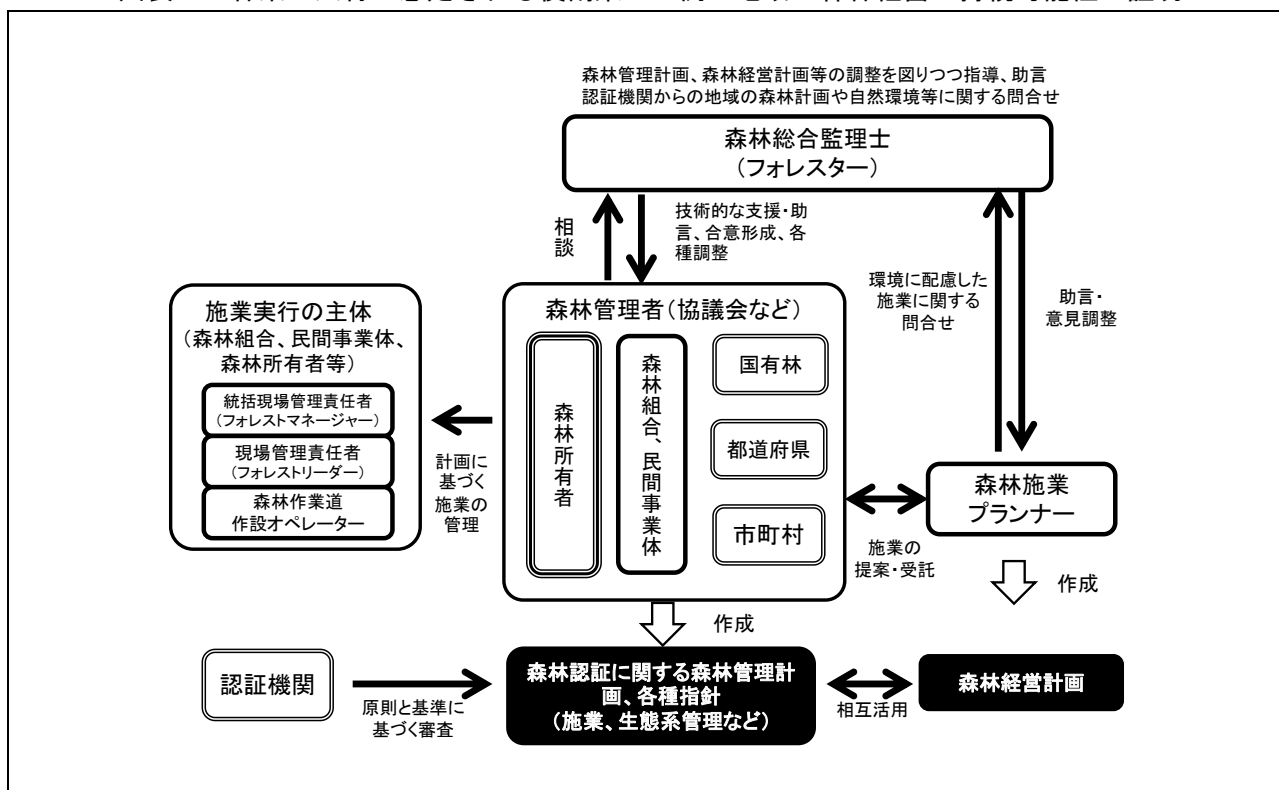 森林管理計画、森林経営計画等の調整を図りつつ指導、助言
認証機関からの地域の森林計画や自然環境等に関する問合せ
森林総合監理士
(フォレスター)
相談
技術的な支援・助
言、合意形成、各
種調整
環境に配慮した
施業に関する
問合せ
助言・
意見調整
施業実行の主体
(森林組合、民間事業体、
森林所有者等)
統括現場管理責任者
(フォレストマネージャー)
現場管理責任者
(フォレストリーダー)
森林作業道
作設オペレーター
計画に
基づく
施業の
管理
森林管理者(協議会など)
森林所有者
森林組合、民間事業体
国有林
都道府県
市町村
施業の
提案・受託
森林施業
プランナー
作成
作成
認証機関
原則と基準に
基づく審査
森林認証に関する森林管理計
画、各種指針
(施業、生態系管理など)
相互活用
森林経営計画